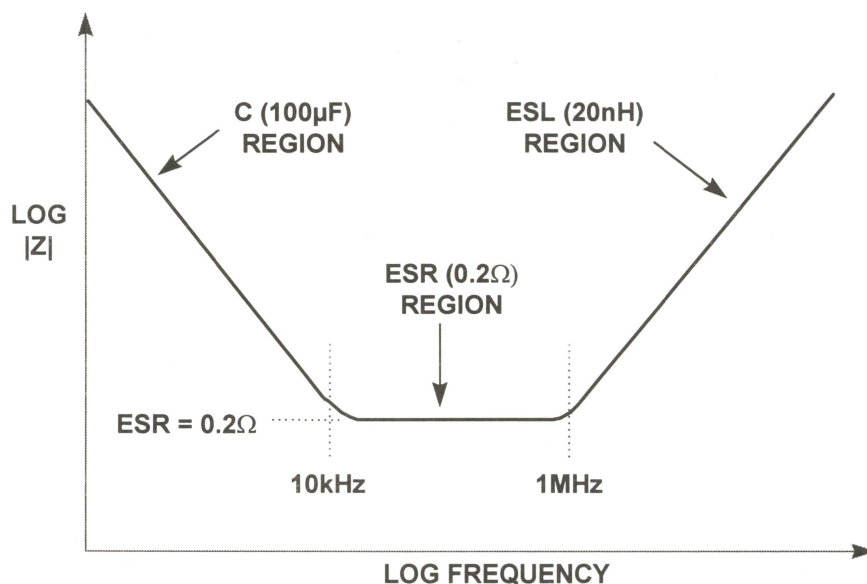 C (100µF)
REGION
ESL (20nH)
REGION
LOG
|Z|
ESR (0.2Ω)
REGION
ESR = 0.2Ω
10kHz
1MHz
LOG FREQUENCY